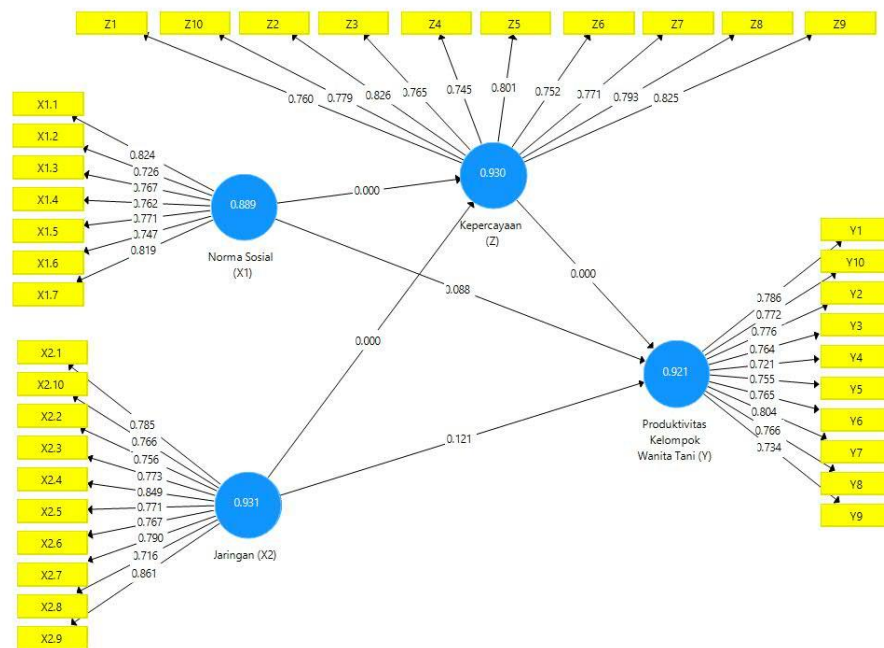 Z1
Z10
Z2
Z3
Z4
Z5
Z6
Z7
Z8
Z9
0.760
0.779
0.826
0.765
0.745
0.801
0.752
0.771
0.793
0.825
X1.1
X1.2
X1.3
X1.4
X1.5
X1.6
X1.7
0.824
0.726
0.767
0.762
0.771
0.747
0.819
0.889
Norma Sosial
(X1)
0.000
0.930
Kepercayaan
(Z)
0.088
0.000
0.000
0.121
X2.1
X2.10
X2.2
X2.3
X2.4
X2.5
X2.6
X2.7
X2.8
X2.9
0.785
0.766
0.756
0.773
0.849
0.771
0.767
0.790
0.716
0.861
0.931
Jaringan (X2)
0.921
Produktivitas
Kelompok
Wanita Tani (Y)
0.786
0.772
0.776
0.764
0.721
0.755
0.765
0.804
0.766
0.734
Y1
Y10
Y2
Y3
Y4
Y5
Y6
Y7
Y8
Y9